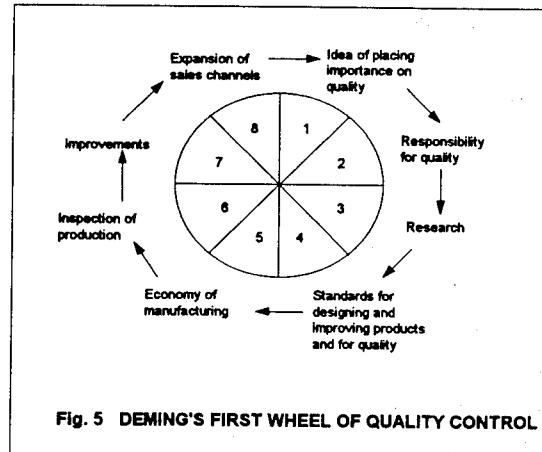 Expansion of
sales channels
Idea of placing
importance on
quality
Improvements
Responsibility
for quality
8
1
7
2
6
3
5
4
Inspection of
production
Research
Economy of
manufacturing
Standards for
designing and
improving products
and for quality
Fig. 5 DEMING'S FIRST WHEEL OF QUALITY CONTROL